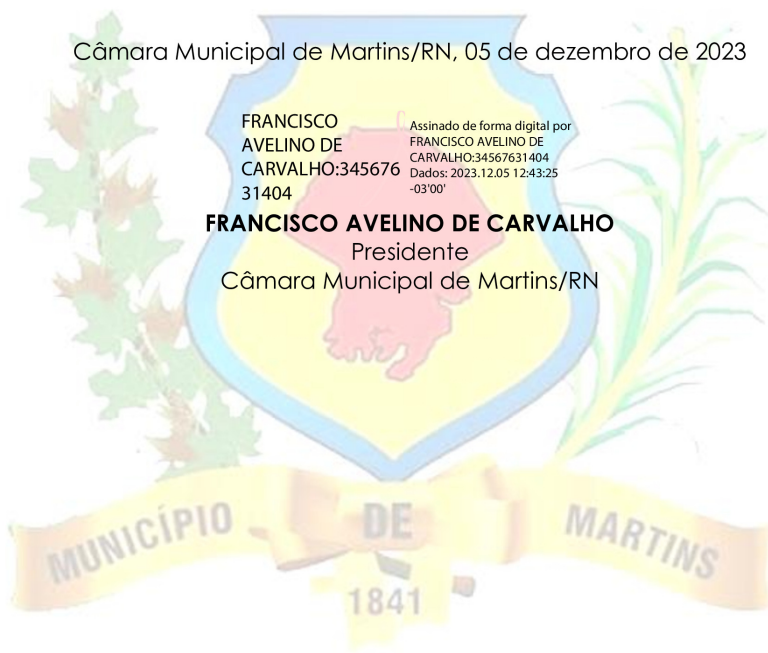 Câmara Municipal de Martins/RN, 05 de dezembro de 2023
FRANCISCO
AVELINO DE
CARVALHO:345676
31404
Assinado de forma digital por
FRANCISCO AVELINO DE
CARVALHO:34567631404
Dados: 2023.12.05 12:43:25
-03'00'
FRANCISCO AVELINO DE CARVALHO
Presidente
Câmara Municipal de Martins/RN
MUNICÍPIO DE MARTINS
1841